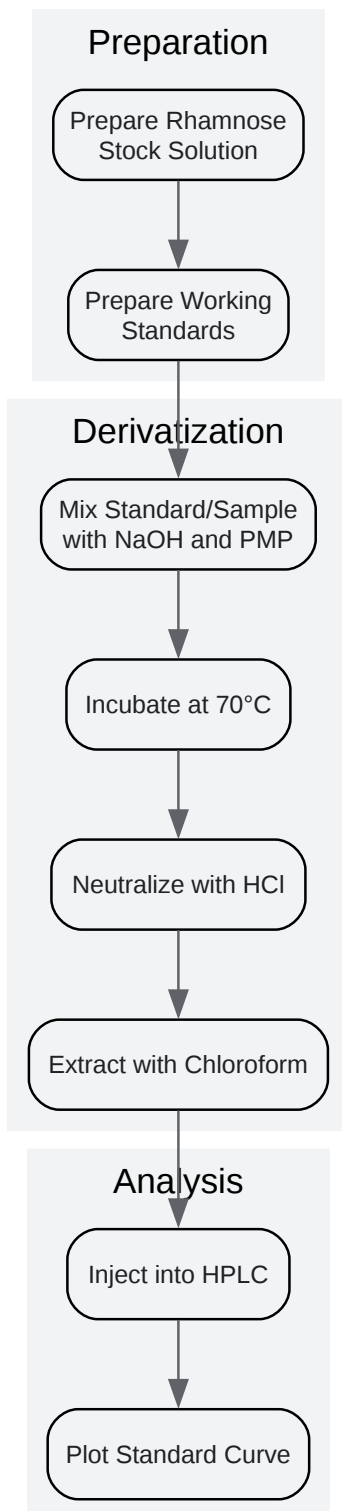 Preparation
Prepare Rhamnose
Stock Solution
Prepare Working
Standards
Derivatization
Mix Standard/Sample
with NaOH and PMP
Incubate at 70°C
Neutralize with HCl
Extract with Chloroform
Analysis
Inject into HPLC
Plot Standard Curve